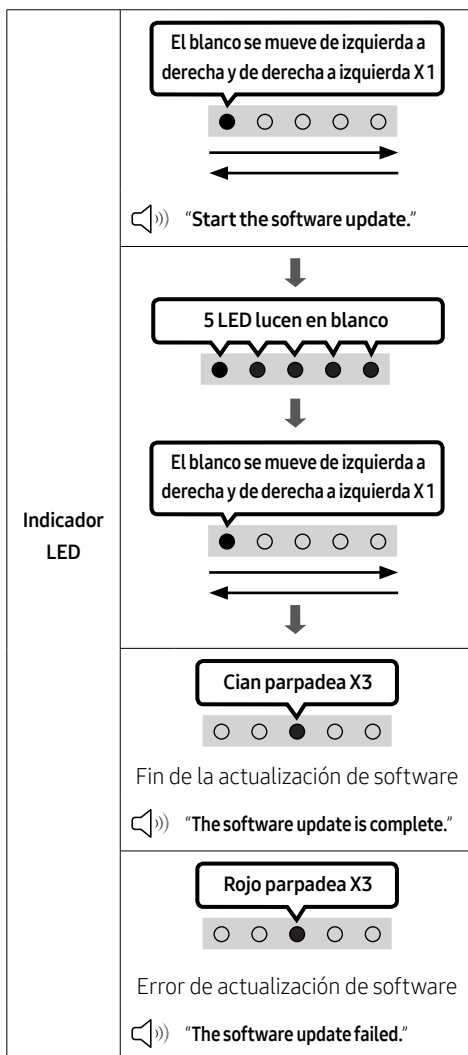 El blanco se mueve de izquierda a
derecha y de derecha a izquierda X 1
“Start the software update.”
5 LED lucen en blanco
El blanco se mueve de izquierda a
derecha y de derecha a izquierda X 1
Indicador
LED
Cian parpadea X3
Fin de la actualización de software
“The software update is complete.”
Rojo parpadea X3
Error de actualización de software
“The software update failed.”